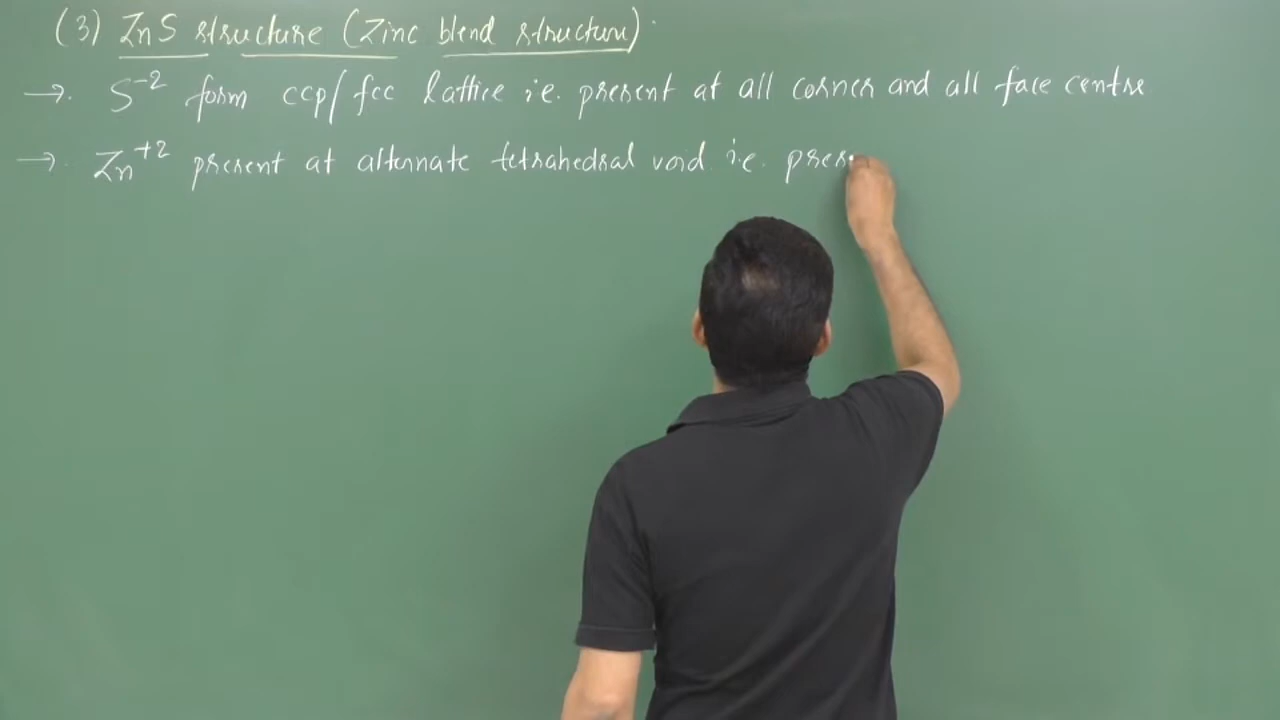 (3) ZnS structure (Zinc blend structure)
→. S⁻² form ccp/fcc lattice i.e. present at all corner and all face centre
→. Zn⁺² present at alternate tetrahedral void i.e. pres